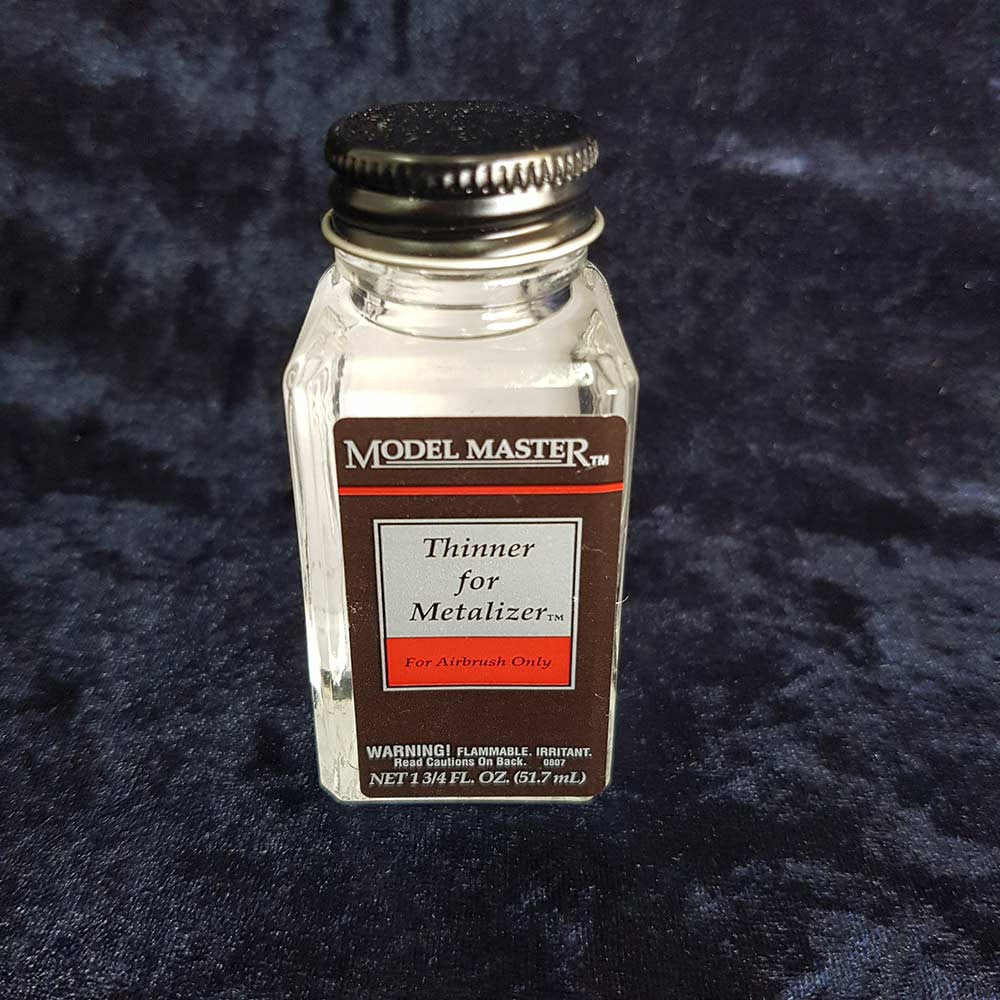 MODEL MASTER™
Thinner
for
Metalizer™
For Airbrush Only
WARNING! FLAMMABLE. IRRITANT.
Read Cautions On Back. 0807
NET 1 3/4 FL. OZ. (51.7 mL)